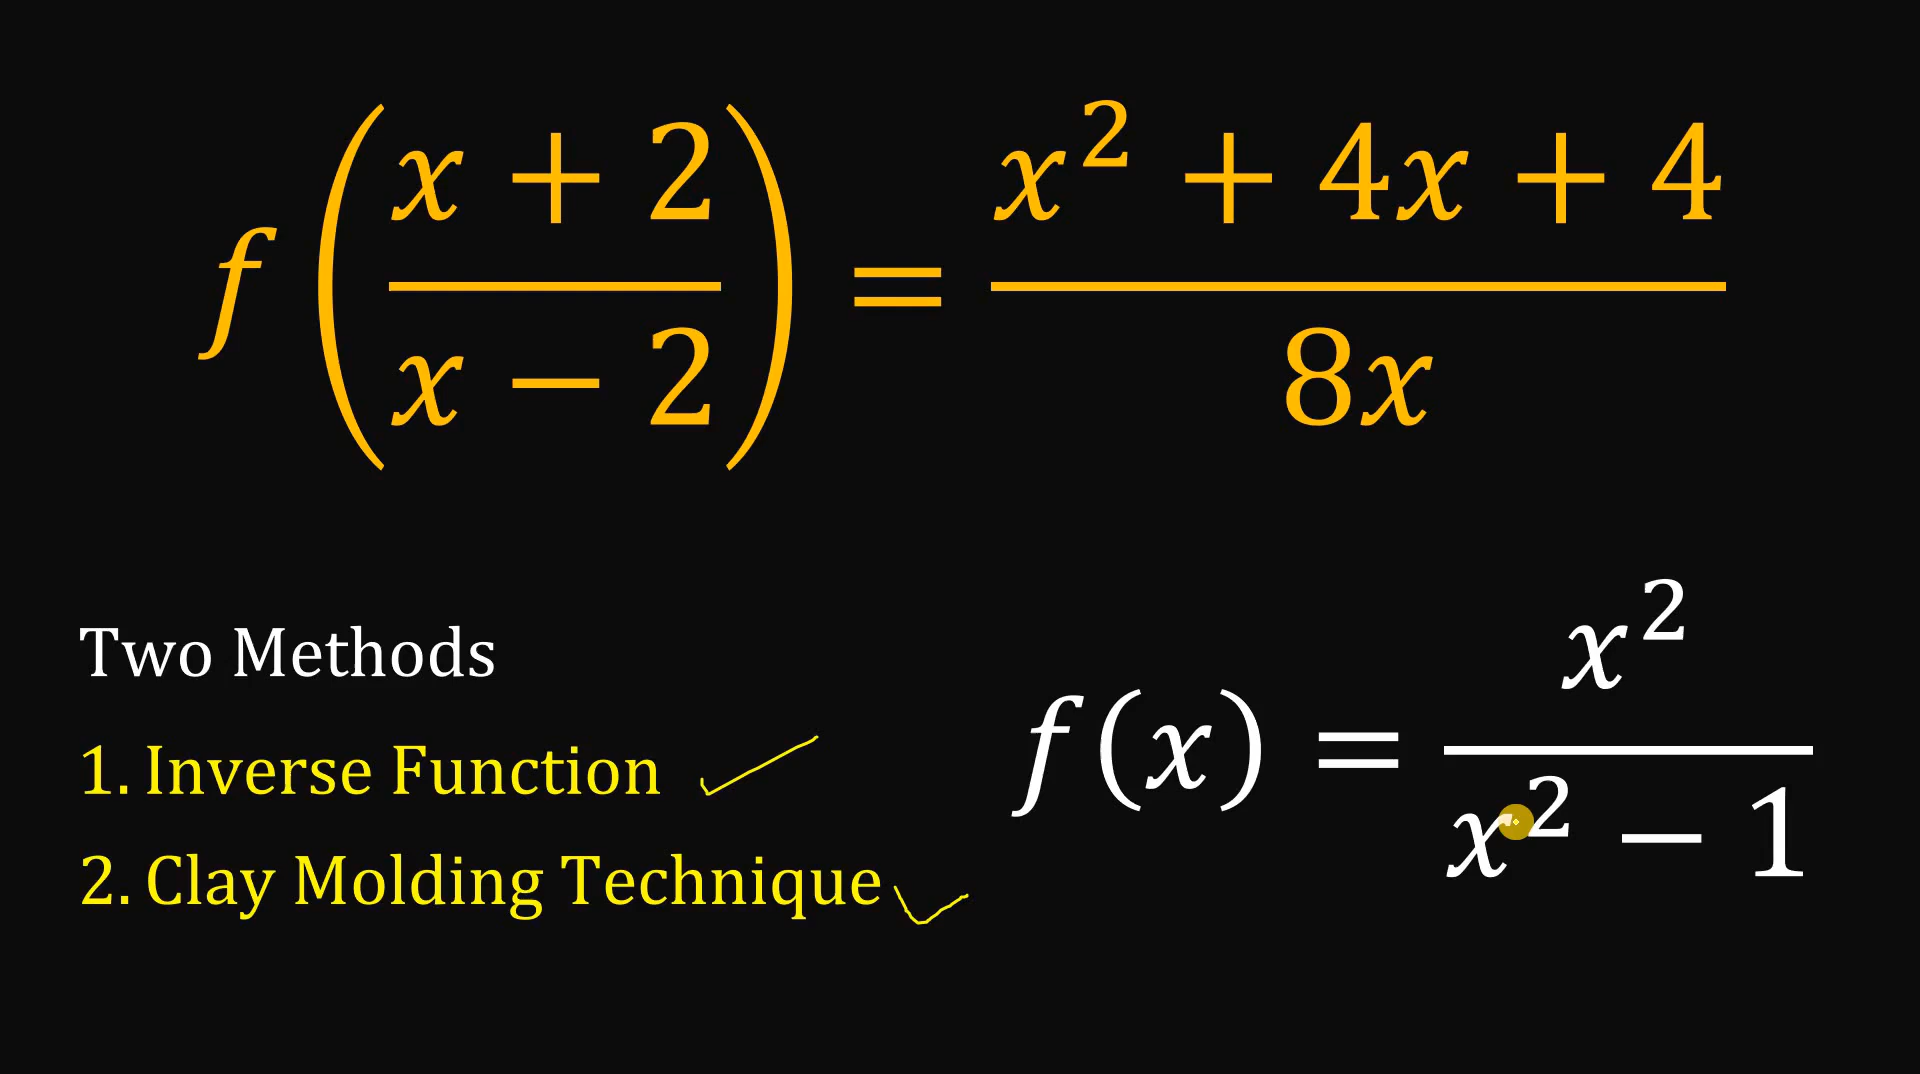 f((x + 2)/(x − 2)) = (x² + 4x + 4)/(8x)
Two Methods
1. Inverse Function
2. Clay Molding Technique
f(x) = x²/(x² − 1)